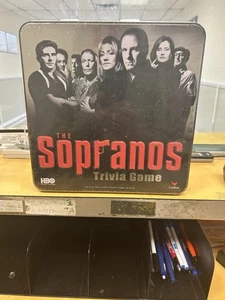 THE
Sopranos
Trivia Game
HBO